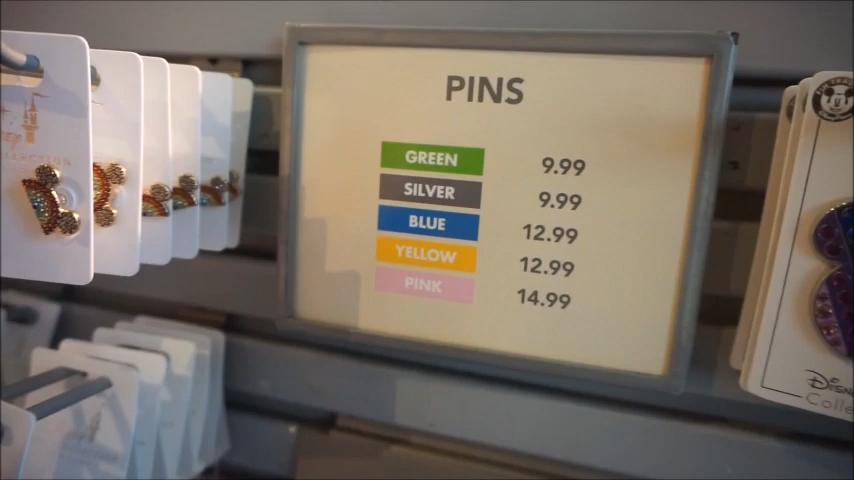 PINS
GREEN 9.99
SILVER 9.99
BLUE 12.99
YELLOW 12.99
PINK 14.99